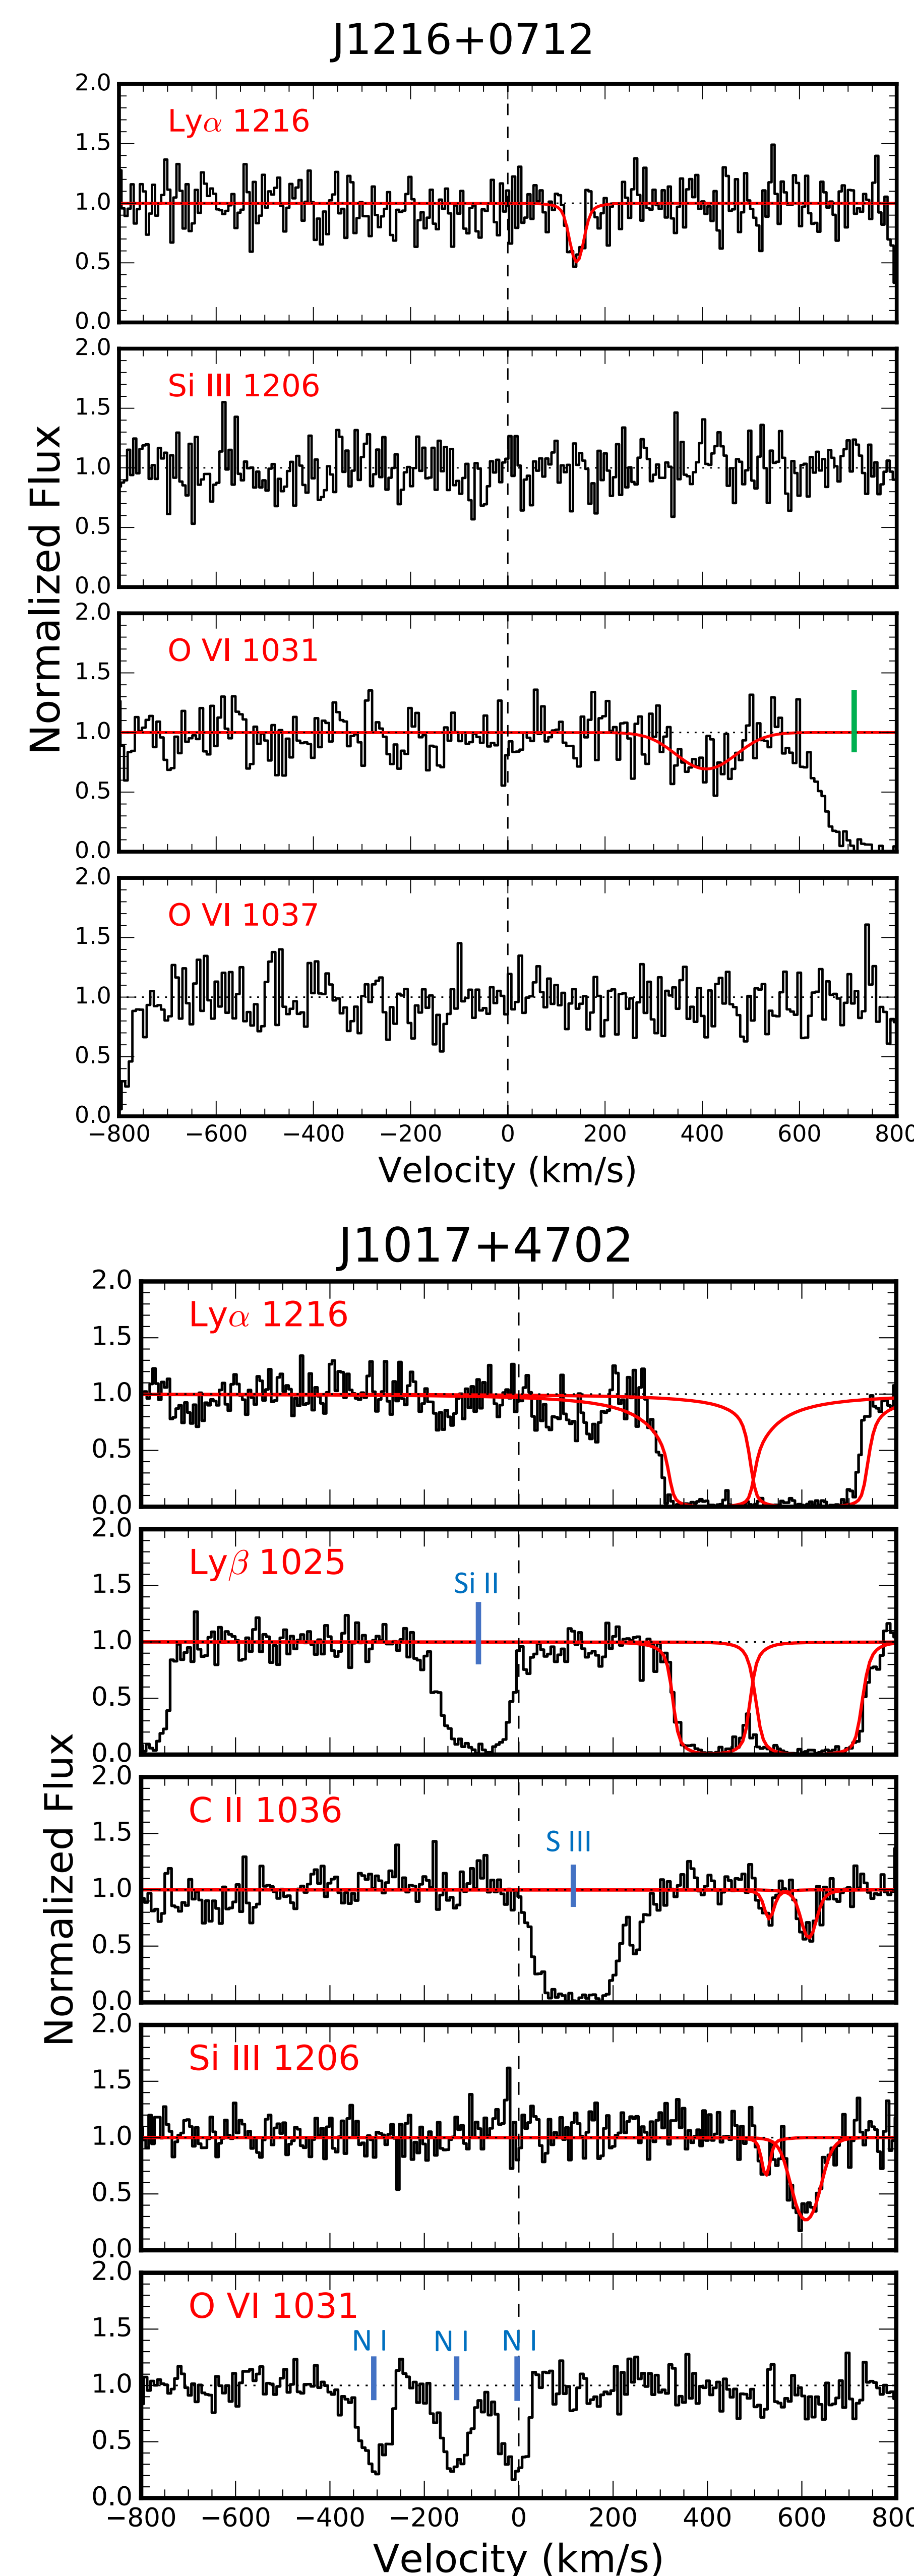 J1216+0712
2.0
Lyα 1216
1.5
1.0
0.5
0.0
2.0
Si III 1206
1.5
1.0
0.5
0.0
2.0
O VI 1031
1.5
1.0
0.5
0.0
2.0
O VI 1037
1.5
1.0
0.5
0.0
Normalized Flux
−800 −600 −400 −200 0 200 400 600 800
Velocity (km/s)
J1017+4702
2.0
Lyα 1216
1.5
1.0
0.5
0.0
2.0
Lyβ 1025
Si II
1.5
1.0
0.5
0.0
2.0
C II 1036
S III
1.5
1.0
0.5
0.0
2.0
Si III 1206
1.5
1.0
0.5
0.0
2.0
O VI 1031
N I N I N I
1.5
1.0
0.5
0.0
Normalized Flux
−800 −600 −400 −200 0 200 400 600 800
Velocity (km/s)